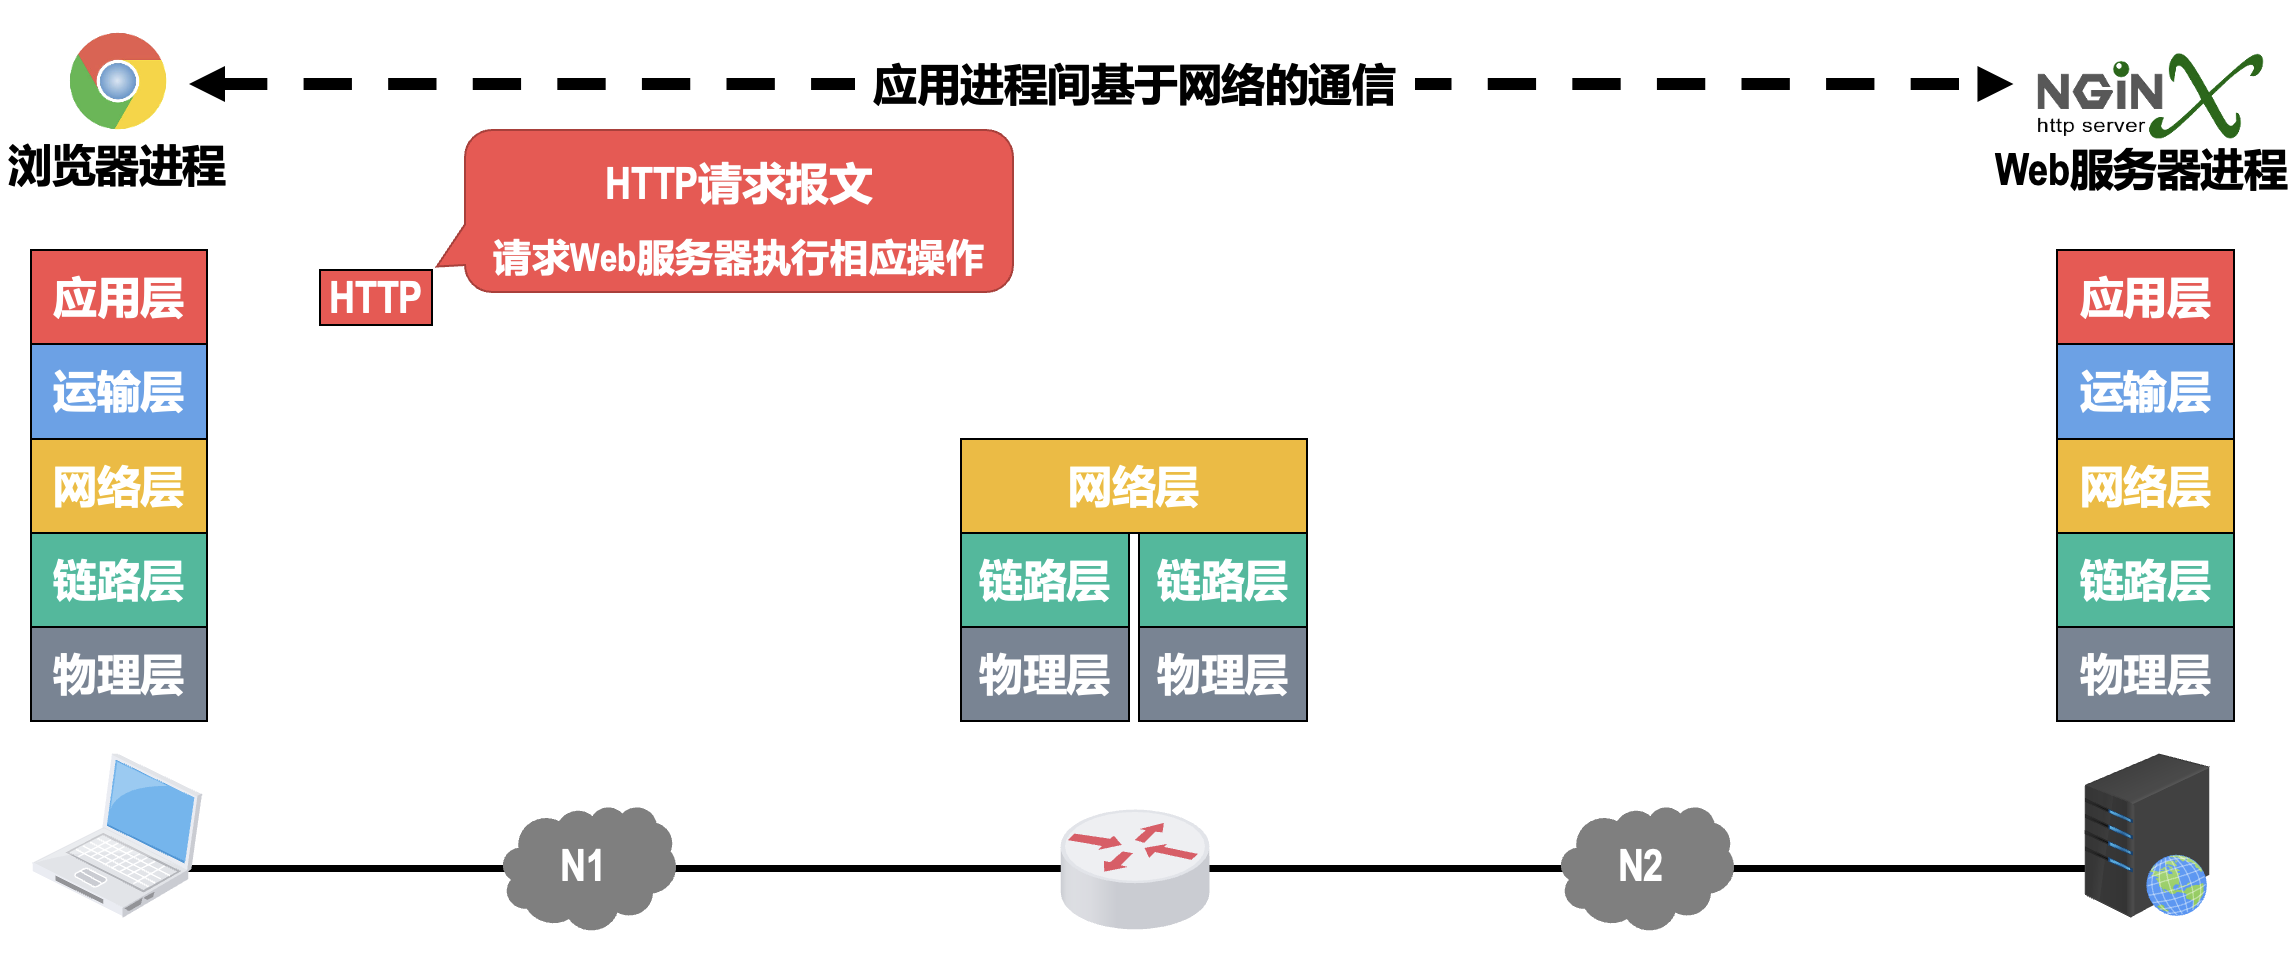 应用进程间基于网络的通信
NGINX
http server
浏览器进程
Web服务器进程
HTTP请求报文
请求Web服务器执行相应操作
HTTP
应用层
运输层
网络层
链路层
物理层
网络层
链路层 链路层
物理层 物理层
应用层
运输层
网络层
链路层
物理层
N1
N2